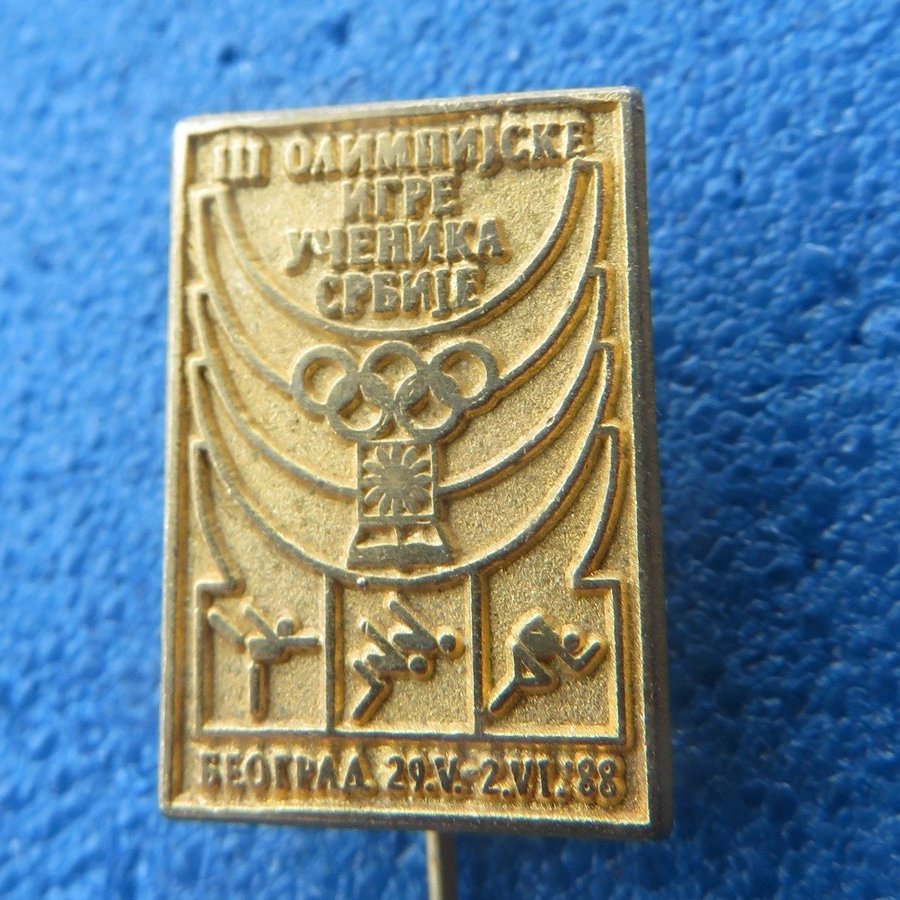 III ОЛИМПИЈСКЕ
ИГРЕ
УЧЕНИКА
СРБИЈЕ
БЕОГРАД 29.V.-2.VI.'88